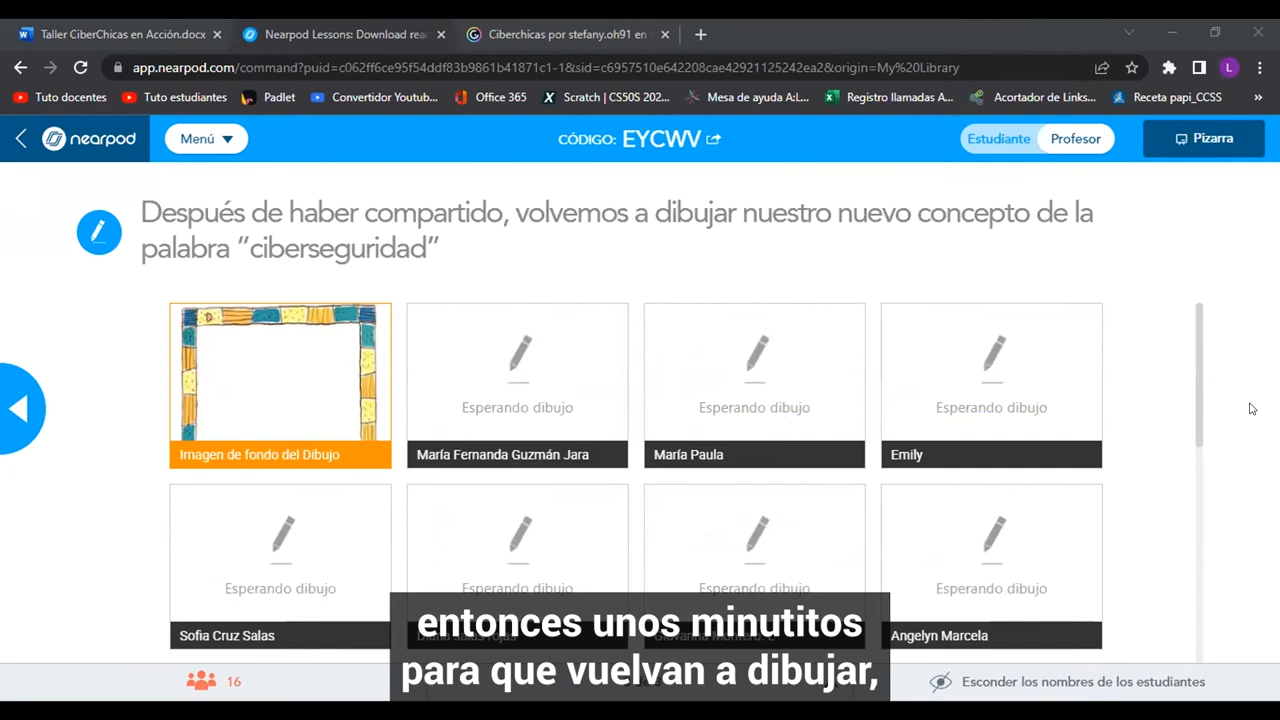 Taller CiberChicas en Acción.docx
Nearpod Lessons: Download rea
Ciberchicas por stefany.oh91 en
app.nearpod.com/command?puid=c062ff6ce95f54ddf83b9861b41871c1-1&sid=c6957510e642208cae42921125242ea2&origin=My%20Library
L
Tuto docentes
Tuto estudiantes
Padlet
Convertidor Youtub...
Office 365
Scratch | CS50S 202...
Mesa de ayuda A:L...
Registro llamadas A...
Acortador de Links...
Receta papi_CCSS
»
nearpod
Menú
CÓDIGO: EYCWV
Estudiante
Profesor
Pizarra
Después de haber compartido, volvemos a dibujar nuestro nuevo concepto de la
palabra “ciberseguridad”
Imagen de fondo del Dibujo
Esperando dibujo
María Fernanda Guzmán Jara
Esperando dibujo
María Paula
Esperando dibujo
Emily
Esperando dibujo
Sofia Cruz Salas
Esperando dibujo
Esperando dibujo
Esperando dibujo
Angelyn Marcela
entonces unos minutitos
para que vuelvan a dibujar,
16
Esconder los nombres de los estudiantes